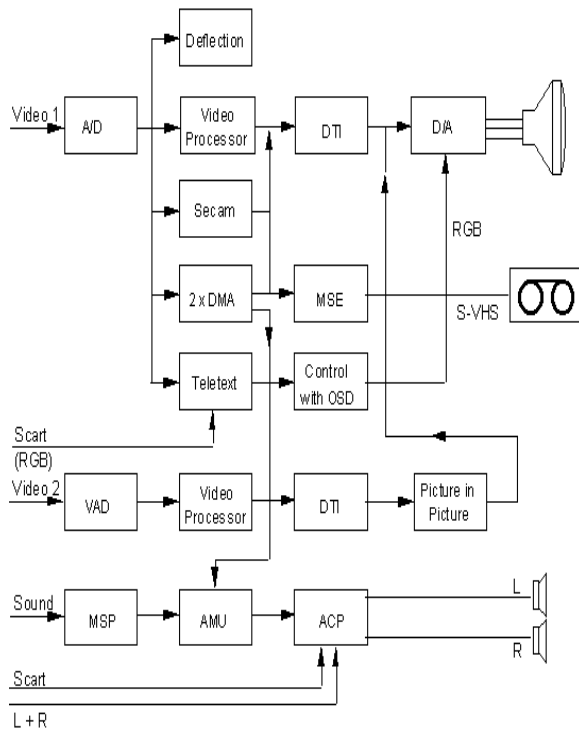 Deflection
Video 1
A/D
Video
Processor
DTI
D/A
Secam
RGB
2 x DMA
MSE
S-VHS
Teletext
Control
with OSD
Scart
(RGB)
Video 2
VAD
Video
Processor
DTI
Picture in
Picture
Sound
MSP
AMU
ACP
L
R
Scart
L + R